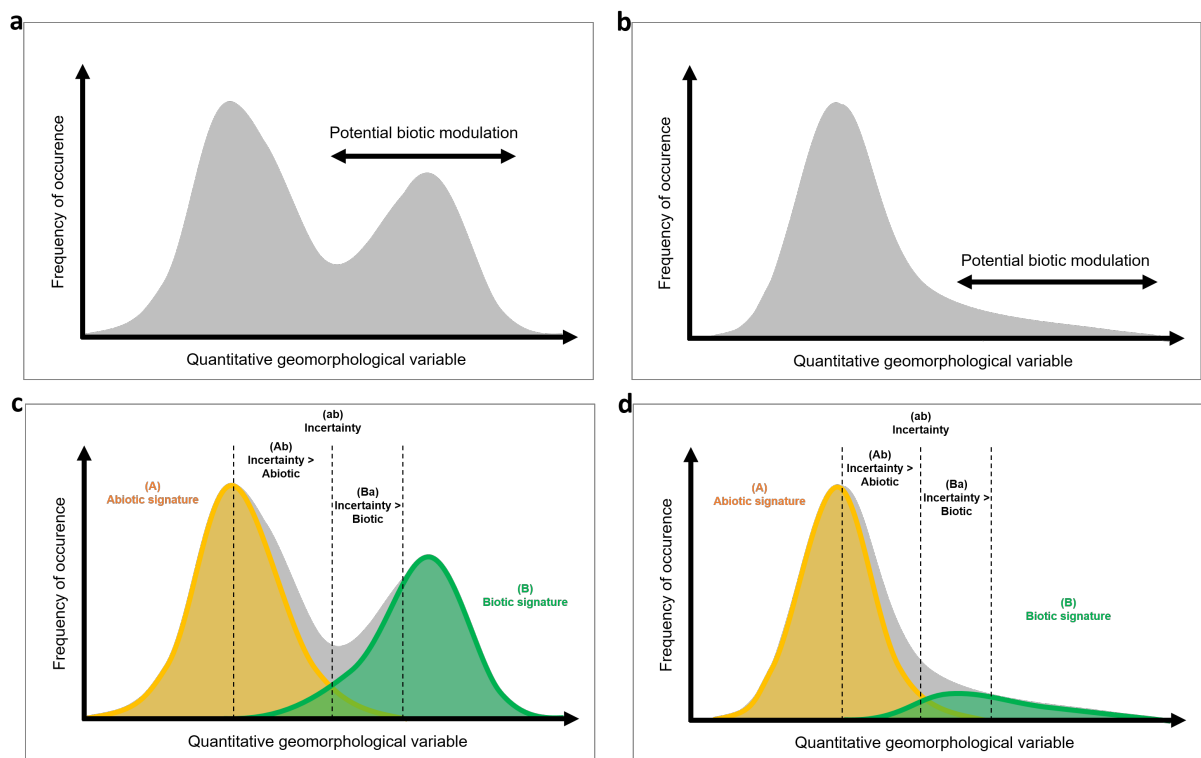 a
Potential biotic modulation
Frequency of occurence
Quantitative geomorphological variable
b
Potential biotic modulation
Frequency of occurence
Quantitative geomorphological variable
c
(ab)
Incertainty
(Ab)
Incertainty >
Abiotic
(Ba)
Incertainty >
Biotic
(A)
Abiotic signature
(B)
Biotic signature
Frequency of occurence
Quantitative geomorphological variable
d
(ab)
Incertainty
(Ab)
Incertainty >
Abiotic
(Ba)
Incertainty >
Biotic
(A)
Abiotic signature
(B)
Biotic signature
Frequency of occurence
Quantitative geomorphological variable